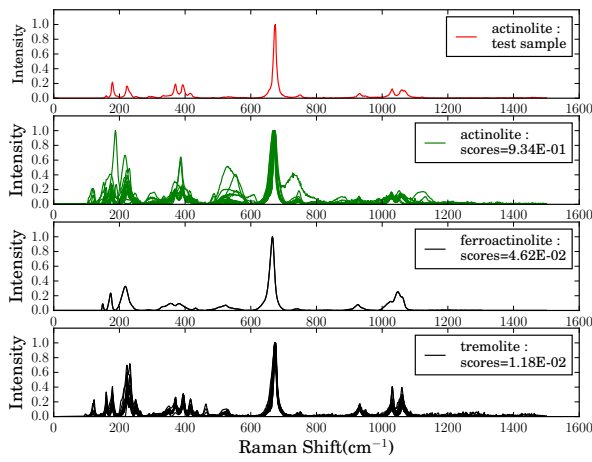 Intensity
1.0
0.8
0.6
0.4
0.2
0.0
actinolite :
test sample
0 200 400 600 800 1000 1200 1400 1600
Intensity
1.0
0.8
0.6
0.4
0.2
0.0
actinolite :
scores=9.34E-01
0 200 400 600 800 1000 1200 1400 1600
Intensity
1.0
0.8
0.6
0.4
0.2
0.0
ferroactinolite :
scores=4.62E-02
0 200 400 600 800 1000 1200 1400 1600
Intensity
1.0
0.8
0.6
0.4
0.2
0.0
tremolite :
scores=1.18E-02
0 200 400 600 800 1000 1200 1400 1600
Raman Shift(cm⁻¹)